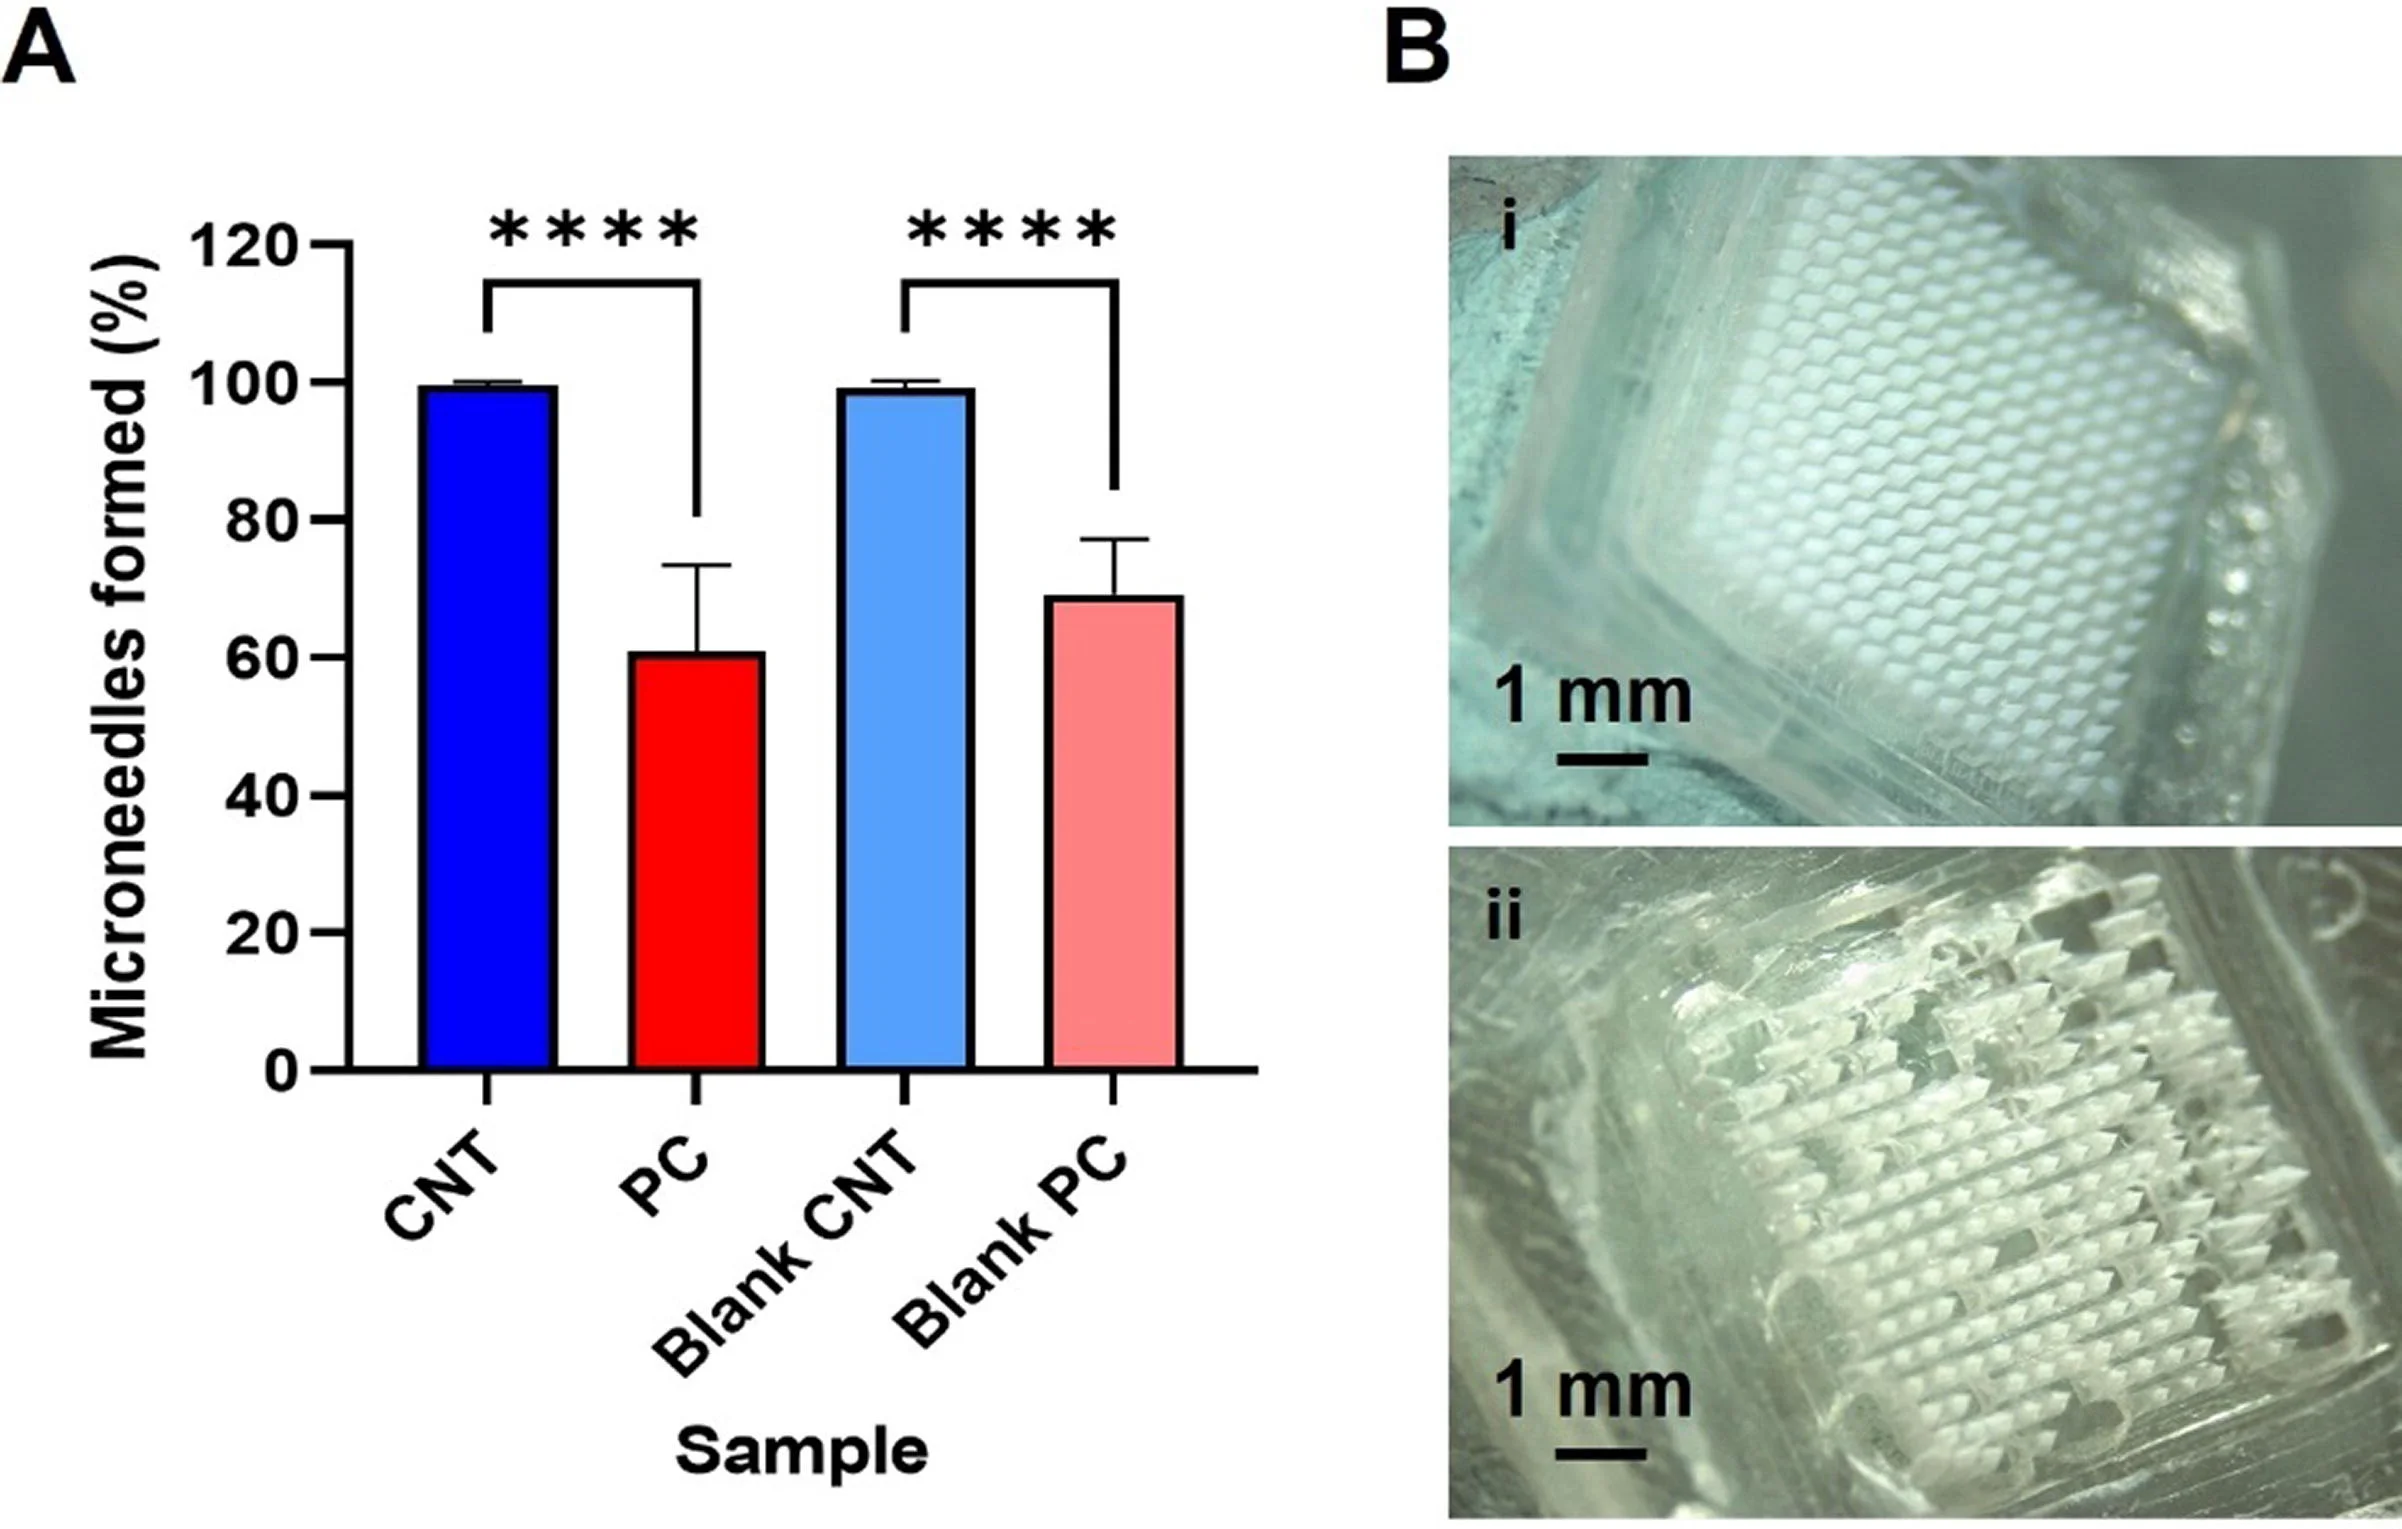 A
B
Microneedles formed (%)
120
100
80
60
40
20
0
****
****
CNT
PC
Blank CNT
Blank PC
Sample
i
1 mm
ii
1 mm